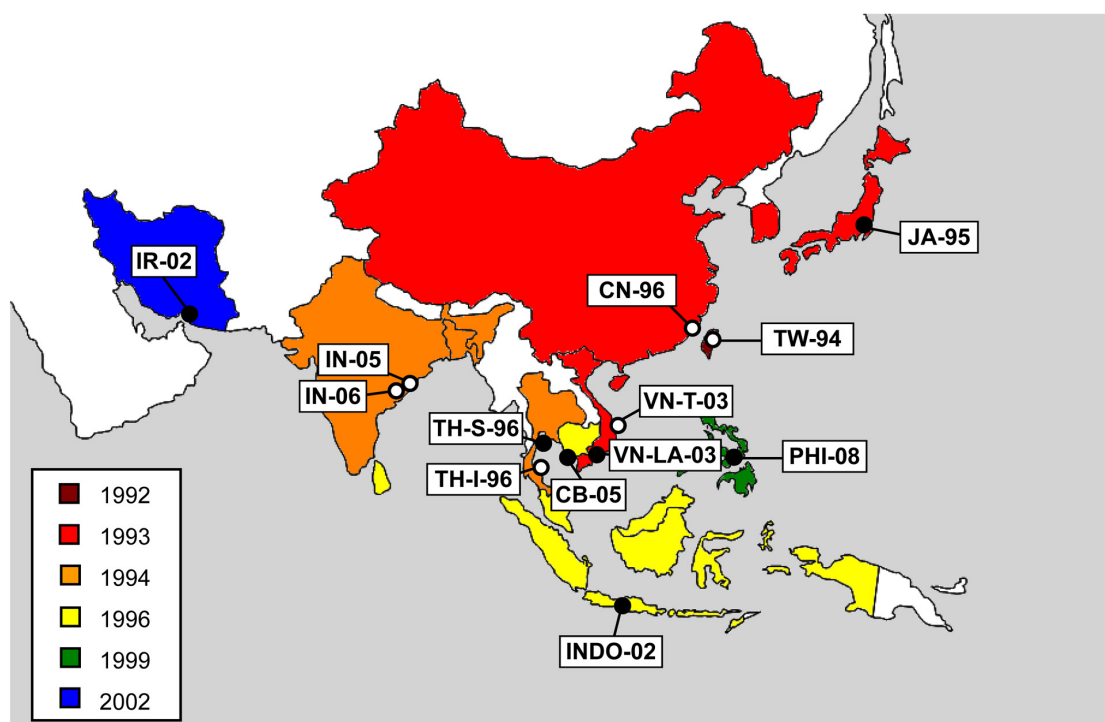 JA-95
IR-02
CN-96
TW-94
IN-05
IN-06
VN-T-03
TH-S-96
VN-LA-03
PHI-08
TH-I-96
CB-05
INDO-02
1992
1993
1994
1996
1999
2002